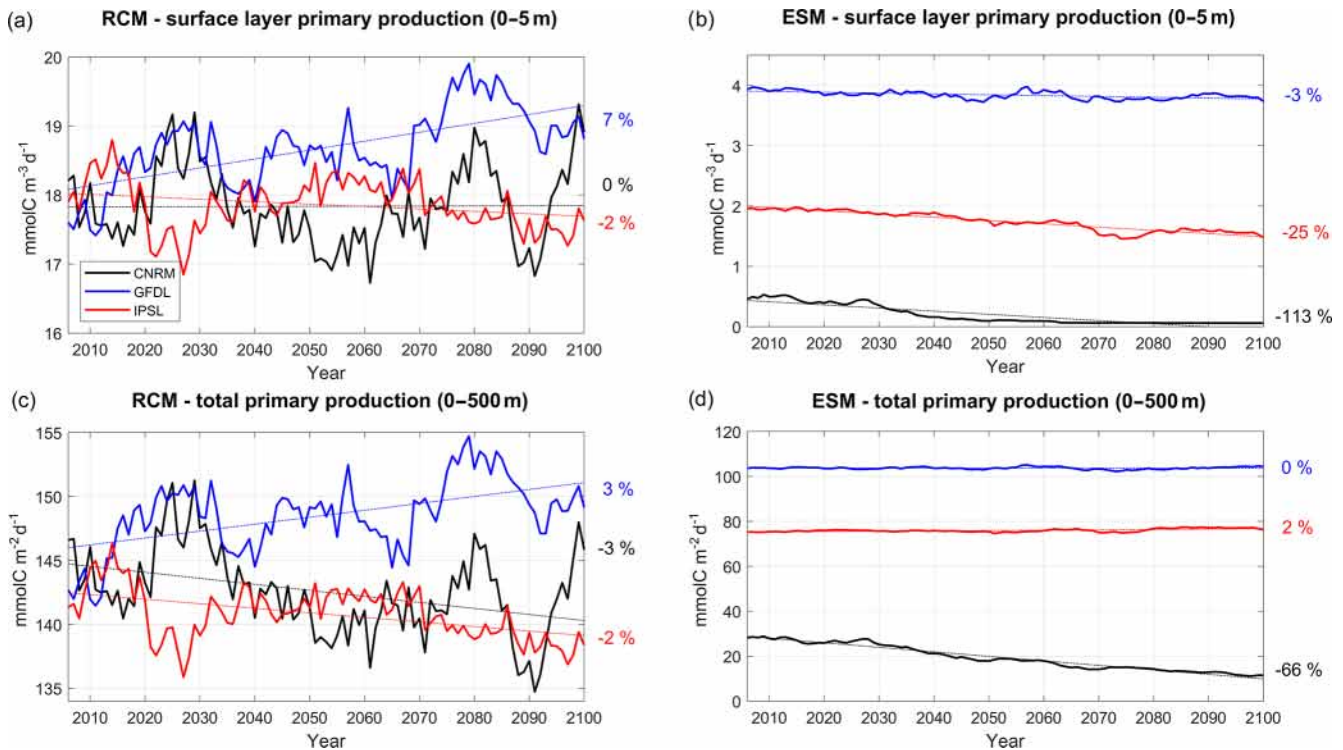 (a)
RCM - surface layer primary production (0–5 m)
20
19
18
17
16
mmolC m⁻³ d⁻¹
7 %
0 %
-2 %
CNRM
GFDL
IPSL
2010 2020 2030 2040 2050 2060 2070 2080 2090 2100
Year
(b)
ESM - surface layer primary production (0–5 m)
4
3
2
1
0
mmolC m⁻³ d⁻¹
-3 %
-25 %
-113 %
2010 2020 2030 2040 2050 2060 2070 2080 2090 2100
Year
(c)
RCM - total primary production (0–500 m)
155
150
145
140
135
mmolC m⁻² d⁻¹
3 %
-3 %
-2 %
2010 2020 2030 2040 2050 2060 2070 2080 2090 2100
Year
(d)
ESM - total primary production (0–500 m)
120
100
80
60
40
20
0
mmolC m⁻² d⁻¹
0 %
2 %
-66 %
2010 2020 2030 2040 2050 2060 2070 2080 2090 2100
Year